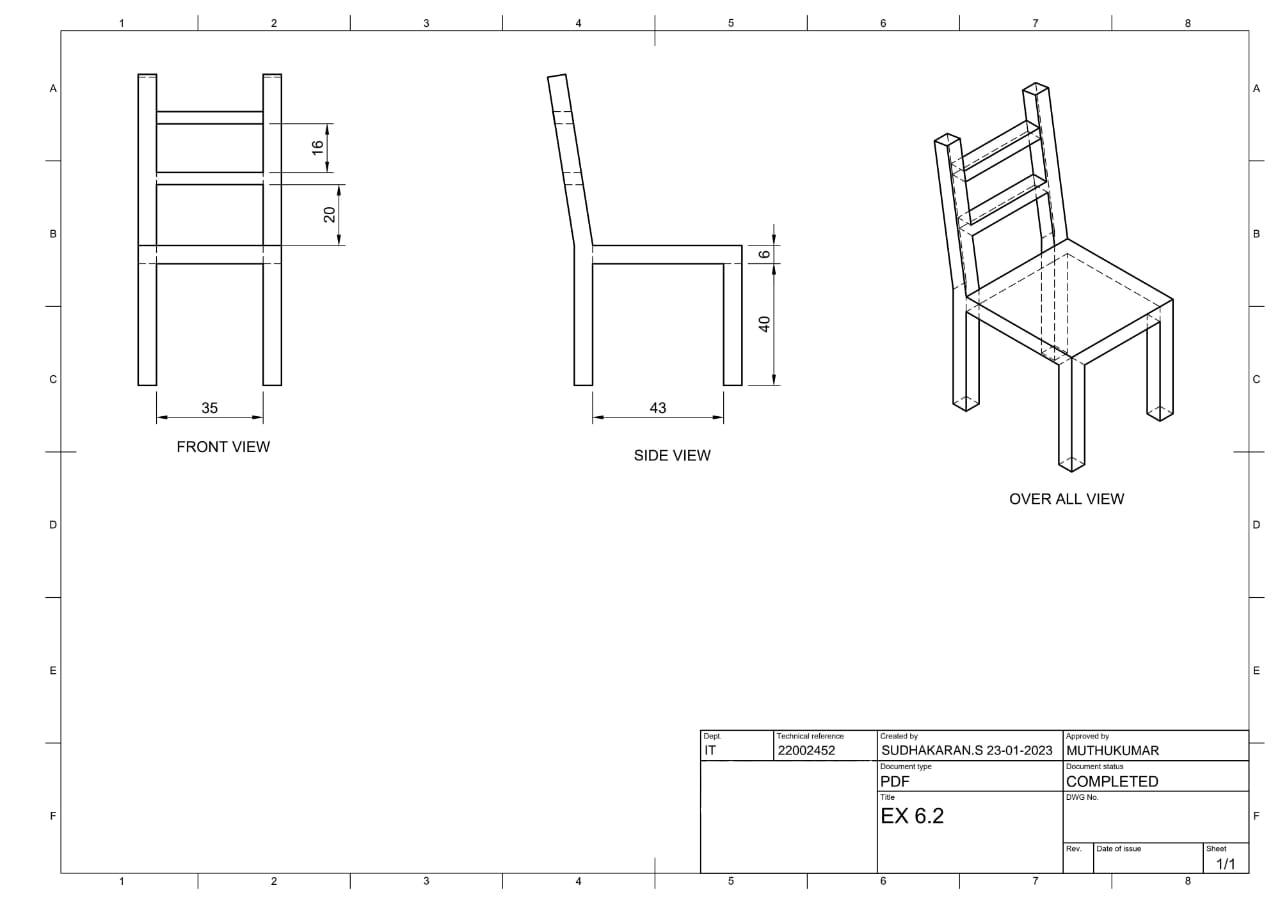 1 2 3 4 5 6 7 8
A A
16
20
B B
6
40
C C
35
43
FRONT VIEW
SIDE VIEW
OVER ALL VIEW
D D
E E
Dept. Technical reference Created by Approved by
IT 22002452 SUDHAKARAN.S 23-01-2023 MUTHUKUMAR
Document type Document status
PDF COMPLETED
Title DWG No.
EX 6.2
F F
Rev. Date of issue Sheet
1/1
1 2 3 4 5 6 7 8